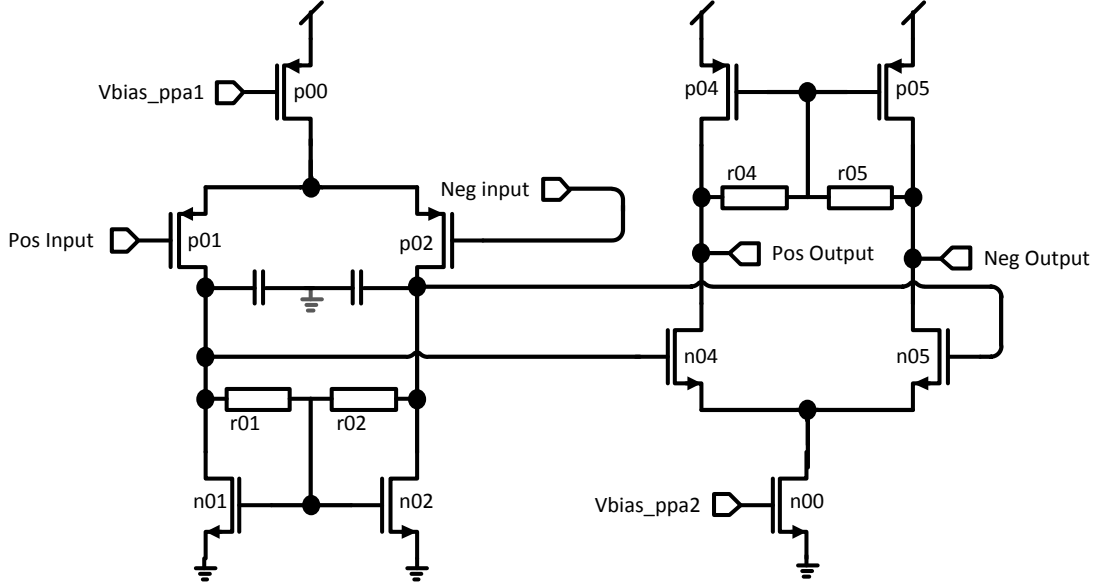 Vbias_ppa1
p00
p04
p05
Neg input
r04
r05
Pos Input
p01
p02
Pos Output
Neg Output
n04
n05
r01
r02
n01
n02
Vbias_ppa2
n00